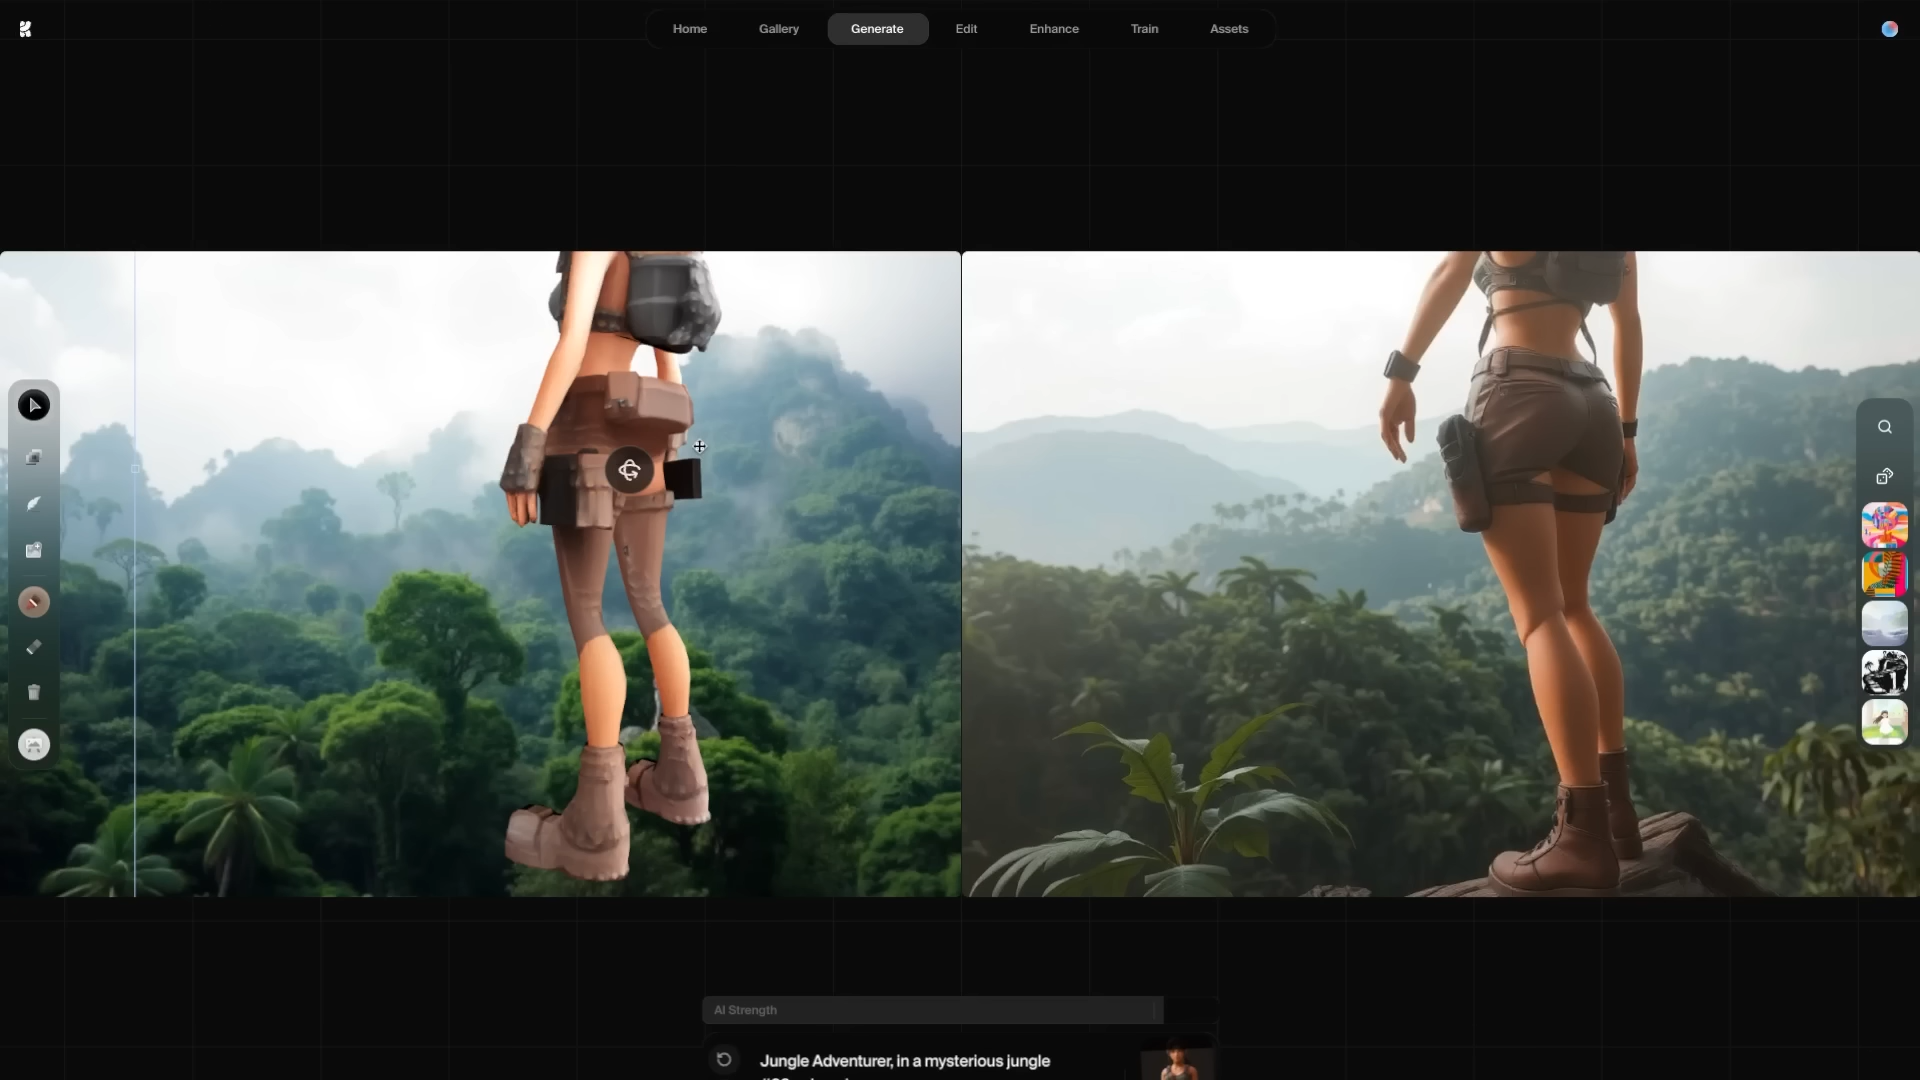 Home
Gallery
Generate
Edit
Enhance
Train
Assets
AI Strength
Jungle Adventurer, in a mysterious jungle